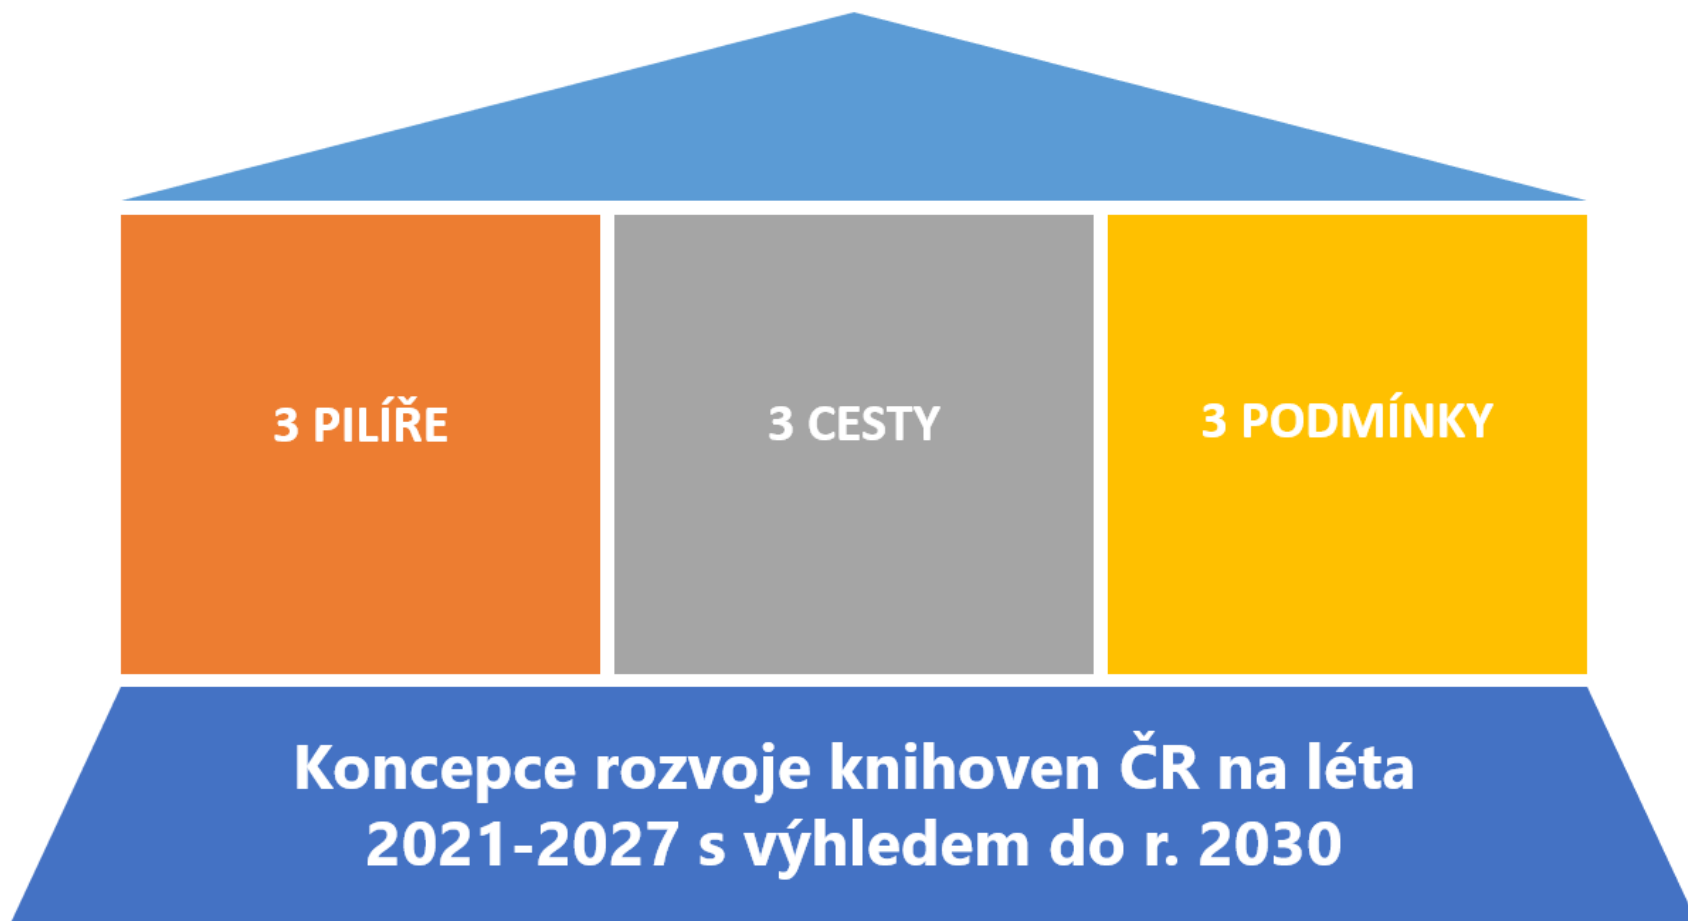 3 PILÍŘE
3 CESTY
3 PODMÍNKY
Koncepce rozvoje knihoven ČR na léta
2021-2027 s výhledem do r. 2030